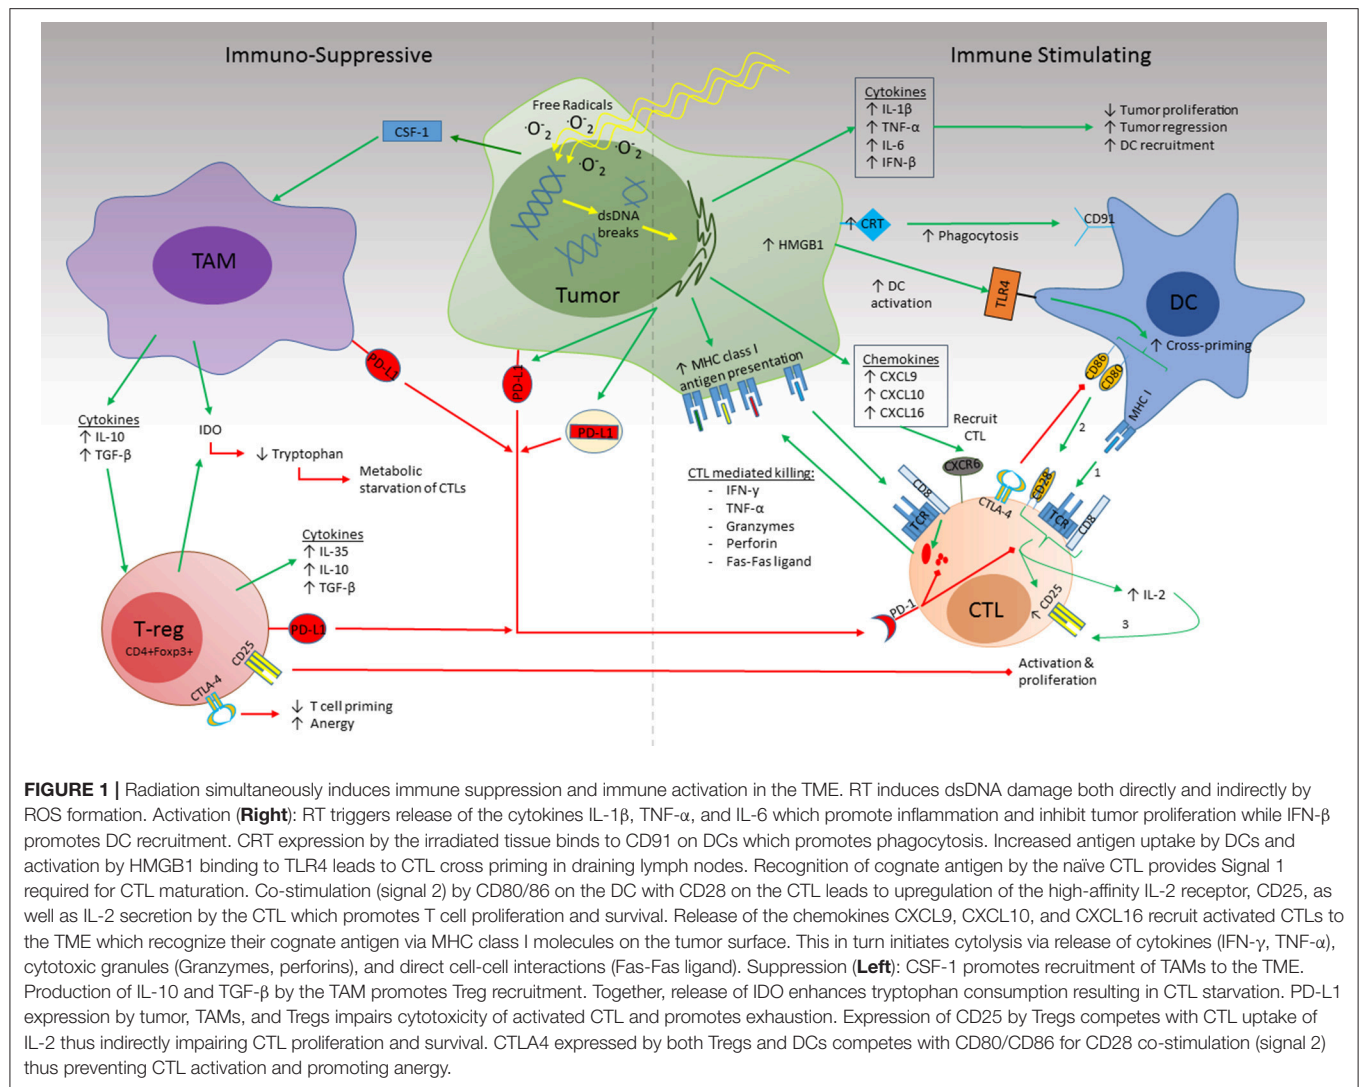 Immuno-Suppressive
Immune Stimulating
Free Radicals
·O⁻₂
·O⁻₂
·O⁻₂
·O⁻₂
·O⁻₂
CSF-1
TAM
dsDNA
breaks
Tumor
Cytokines
↑ IL-1β
↑ TNF-α
↑ IL-6
↑ IFN-β
↓ Tumor proliferation
↑ Tumor regression
↑ DC recruitment
↑ CRT
CD91
↑ Phagocytosis
↑ HMGB1
↑ DC
activation
TLR4
DC
↑ Cross-priming
PD-L1
PD-L1
PD-L1
↑ MHC class I
antigen presentation
Chemokines
↑ CXCL9
↑ CXCL10
↑ CXCL16
CD86
CD80
MHC I
Cytokines
↑ IL-10
↑ TGF-β
IDO
↓ Tryptophan
Metabolic
starvation of CTLs
Recruit
CTL
2
1
CXCR6
CTL mediated killing:
- IFN-γ
- TNF-α
- Granzymes
- Perforin
- Fas-Fas ligand
CD8
TCR
CTLA-4
CD28
TCR
CD8
Cytokines
↑ IL-35
↑ IL-10
↑ TGF-β
T-reg
CD4+Foxp3+
PD-L1
CD25
CTLA-4
↓ T cell priming
↑ Anergy
PD-1
CTL
↑ CD25
↑ IL-2
3
Activation &
proliferation
FIGURE 1 | Radiation simultaneously induces immune suppression and immune activation in the TME. RT induces dsDNA damage both directly and indirectly by
ROS formation. Activation (Right): RT triggers release of the cytokines IL-1β, TNF-α, and IL-6 which promote inflammation and inhibit tumor proliferation while IFN-β
promotes DC recruitment. CRT expression by the irradiated tissue binds to CD91 on DCs which promotes phagocytosis. Increased antigen uptake by DCs and
activation by HMGB1 binding to TLR4 leads to CTL cross priming in draining lymph nodes. Recognition of cognate antigen by the naïve CTL provides Signal 1
required for CTL maturation. Co-stimulation (signal 2) by CD80/86 on the DC with CD28 on the CTL leads to upregulation of the high-affinity IL-2 receptor, CD25, as
well as IL-2 secretion by the CTL which promotes T cell proliferation and survival. Release of the chemokines CXCL9, CXCL10, and CXCL16 recruit activated CTLs to
the TME which recognize their cognate antigen via MHC class I molecules on the tumor surface. This in turn initiates cytolysis via release of cytokines (IFN-γ, TNF-α),
cytotoxic granules (Granzymes, perforins), and direct cell-cell interactions (Fas-Fas ligand). Suppression (Left): CSF-1 promotes recruitment of TAMs to the TME.
Production of IL-10 and TGF-β by the TAM promotes Treg recruitment. Together, release of IDO enhances tryptophan consumption resulting in CTL starvation. PD-L1
expression by tumor, TAMs, and Tregs impairs cytotoxicity of activated CTL and promotes exhaustion. Expression of CD25 by Tregs competes with CTL uptake of
IL-2 thus indirectly impairing CTL proliferation and survival. CTLA4 expressed by both Tregs and DCs competes with CD80/CD86 for CD28 co-stimulation (signal 2)
thus preventing CTL activation and promoting anergy.